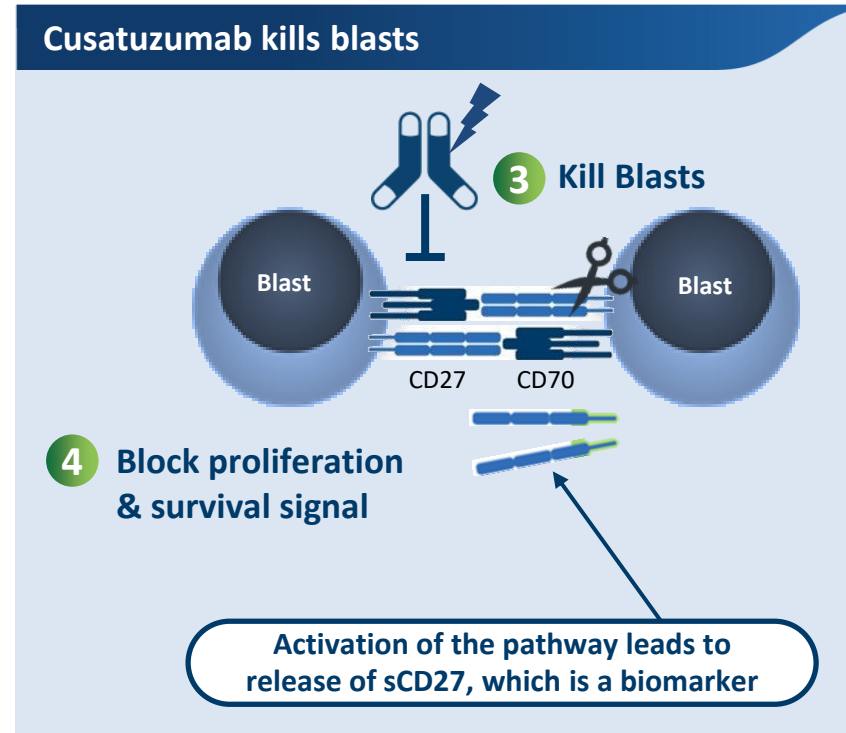 Cusatuzumab kills blasts
3 Kill Blasts
Blast
Blast
CD27 CD70
4 Block proliferation
& survival signal
Activation of the pathway leads to
release of sCD27, which is a biomarker